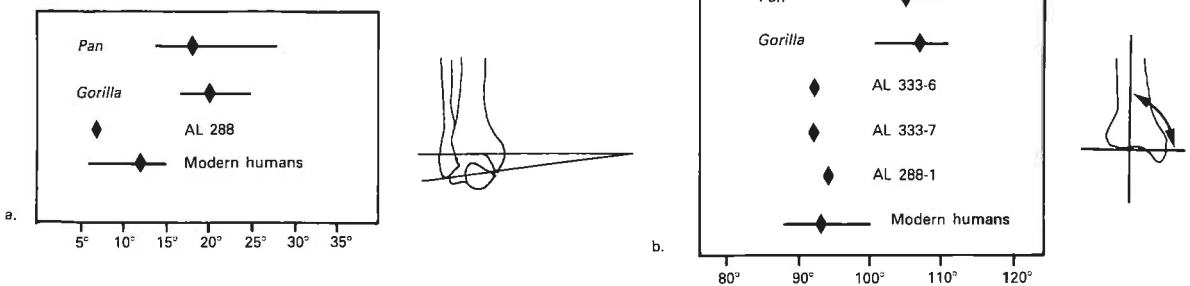 Pan
Gorilla
AL 288
Modern humans
5° 10° 15° 20° 25° 30° 35°
a.
Gorilla
AL 333-6
AL 333-7
AL 288-1
Modern humans
80° 90° 100° 110° 120°
b.